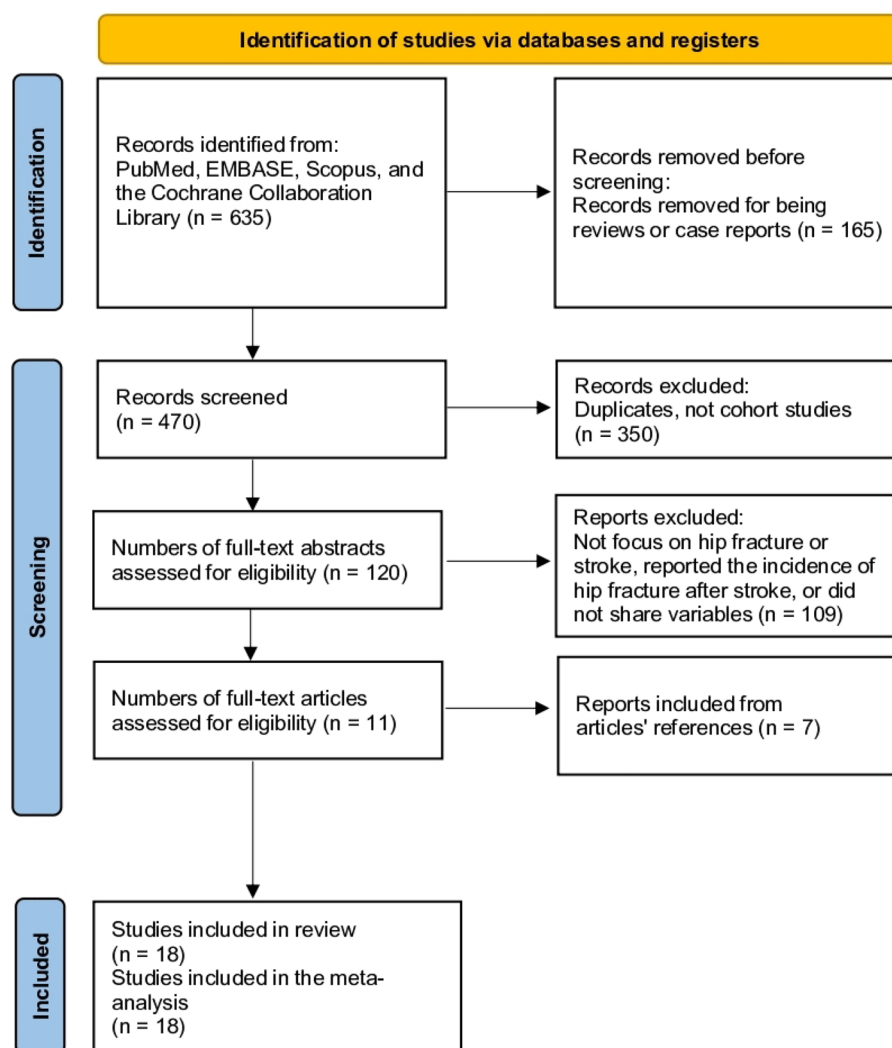 Identification of studies via databases and registers
Identification
Records identified from:
PubMed, EMBASE, Scopus, and
the Cochrane Collaboration
Library (n = 635)
Records removed before
screening:
Records removed for being
reviews or case reports (n = 165)
Screening
Records screened
(n = 470)
Records excluded:
Duplicates, not cohort studies
(n = 350)
Numbers of full-text abstracts
assessed for eligibility (n = 120)
Reports excluded:
Not focus on hip fracture or
stroke, reported the incidence of
hip fracture after stroke, or did
not share variables (n = 109)
Numbers of full-text articles
assessed for eligibility (n = 11)
Reports included from
articles' references (n = 7)
Included
Studies included in review
(n = 18)
Studies included in the meta-
analysis
(n = 18)